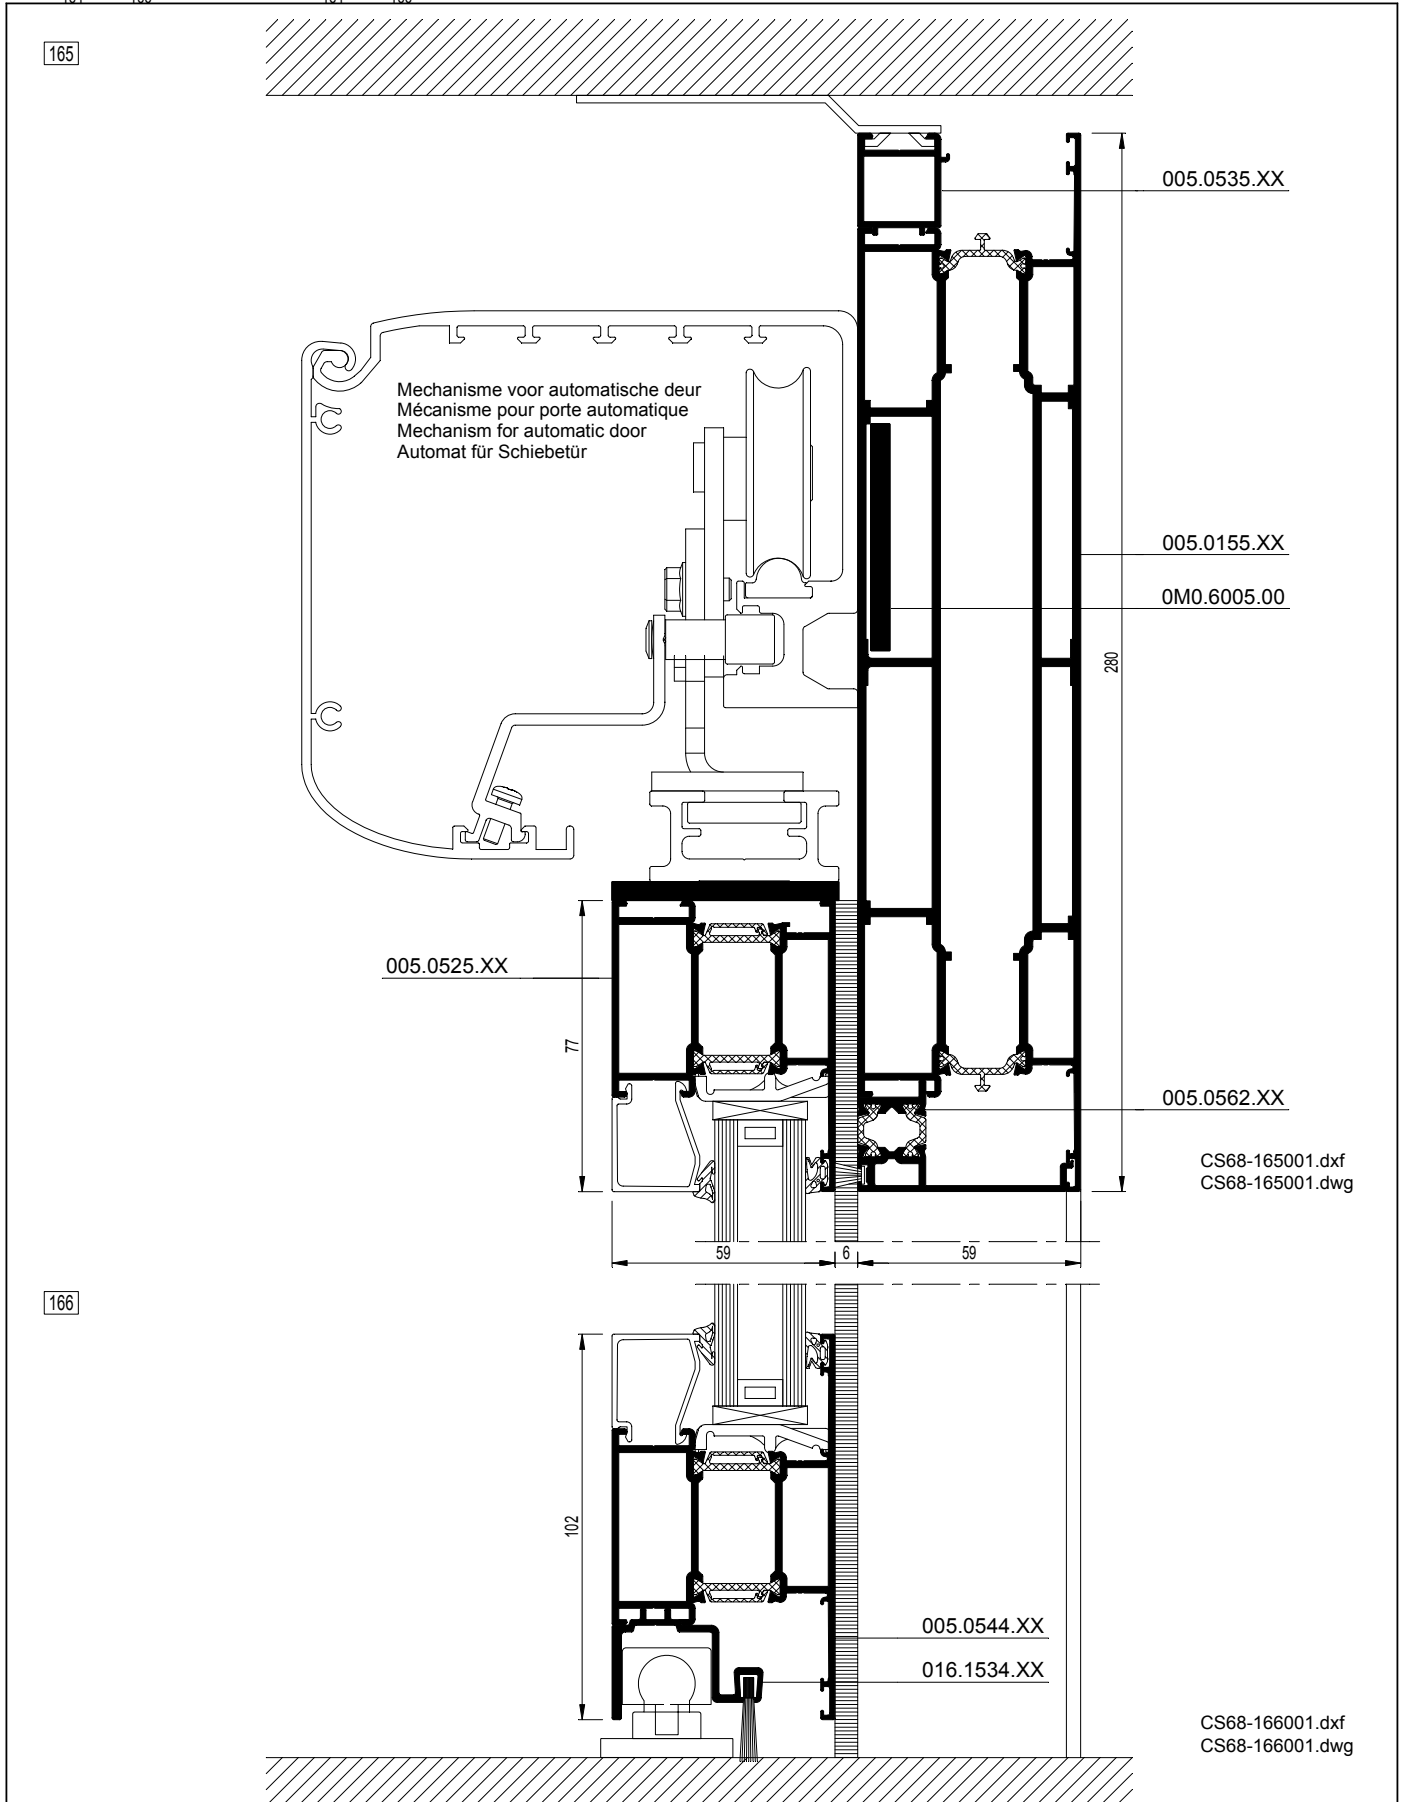 165
005.0535.XX
Mechanisme voor automatische deur
Mécanisme pour porte automatique
Mechanism for automatic door
Automat für Schiebetür
005.0155.XX
0M0.6005.00
280
005.0525.XX
77
005.0562.XX
CS68-165001.dxf
CS68-165001.dwg
59
6
59
166
102
005.0544.XX
016.1534.XX
CS68-166001.dxf
CS68-166001.dwg